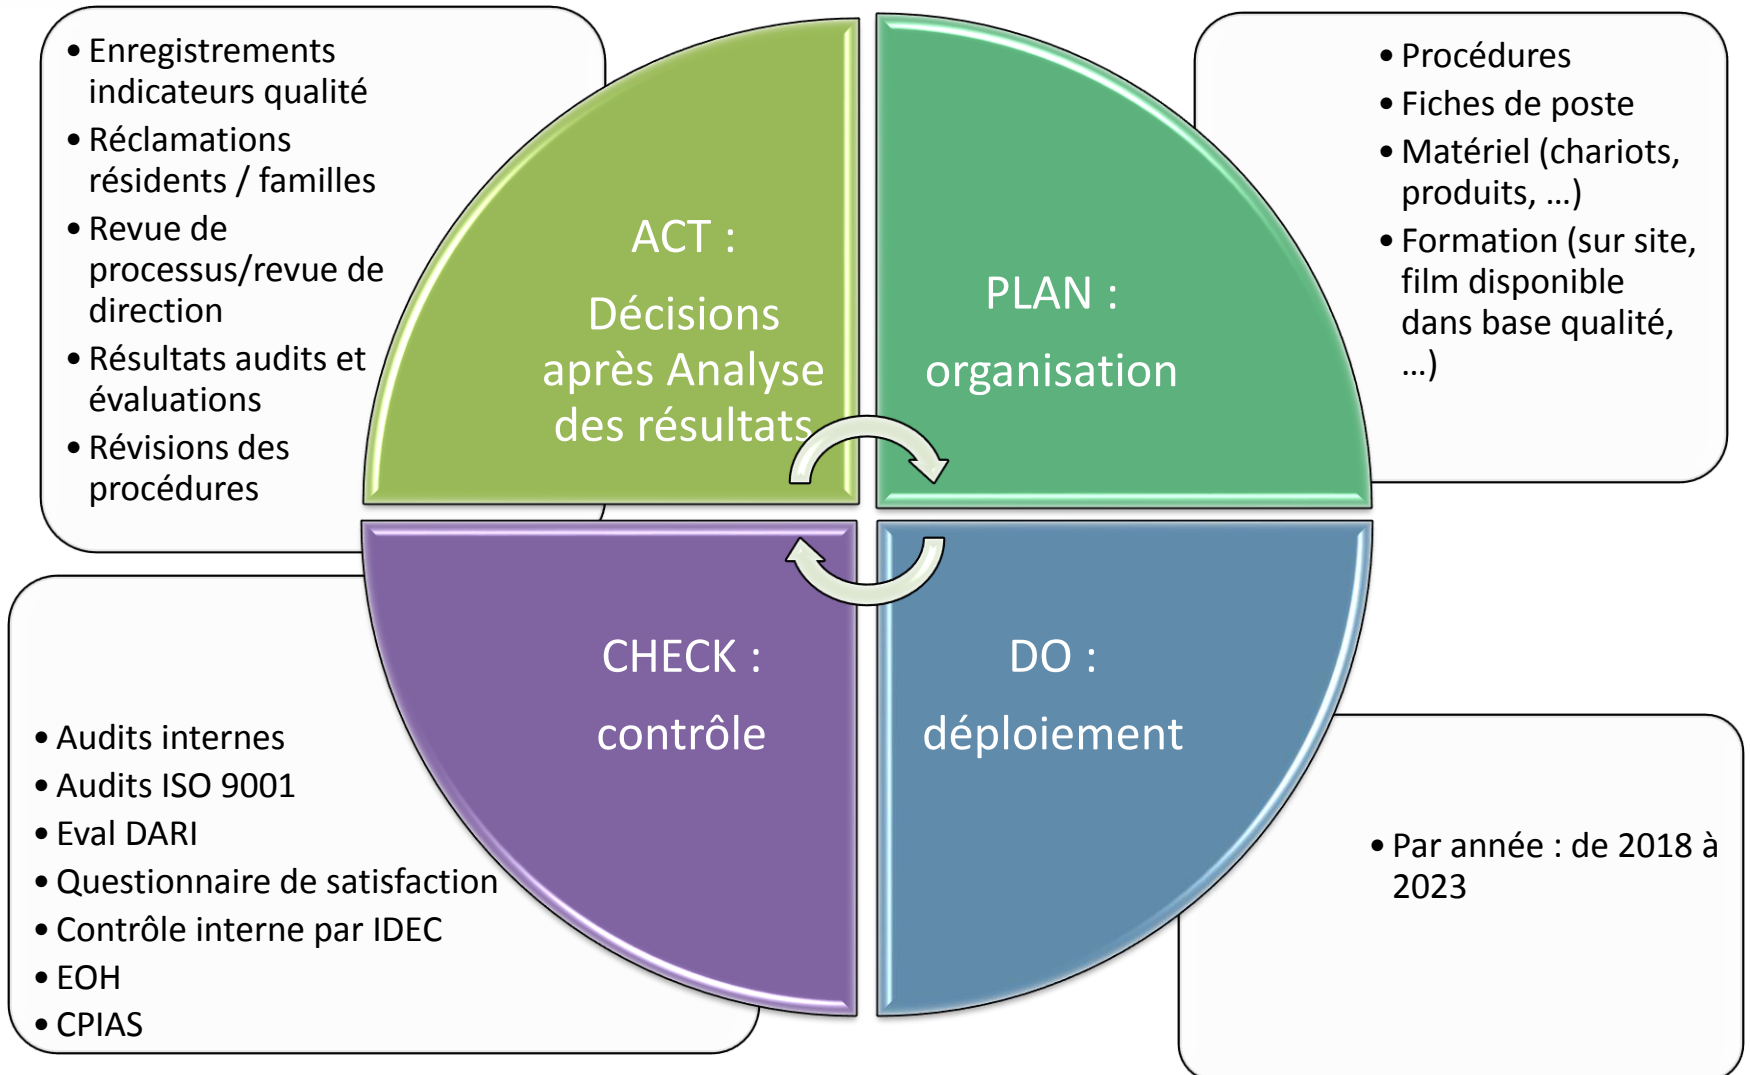 • Enregistrements
indicateurs qualité
• Réclamations
résidents / familles
• Revue de
processus/revue de
direction
• Résultats audits et
évaluations
• Révisions des
procédures
ACT :
Décisions
après Analyse
des résultats
PLAN :
organisation
• Procédures
• Fiches de poste
• Matériel (chariots,
produits, ...)
• Formation (sur site,
film disponible
dans base qualité,
...)
CHECK :
contrôle
• Audits internes
• Audits ISO 9001
• Eval DARI
• Questionnaire de satisfaction
• Contrôle interne par IDEC
• EOH
• CPIAS
DO :
déploiement
• Par année : de 2018 à
2023